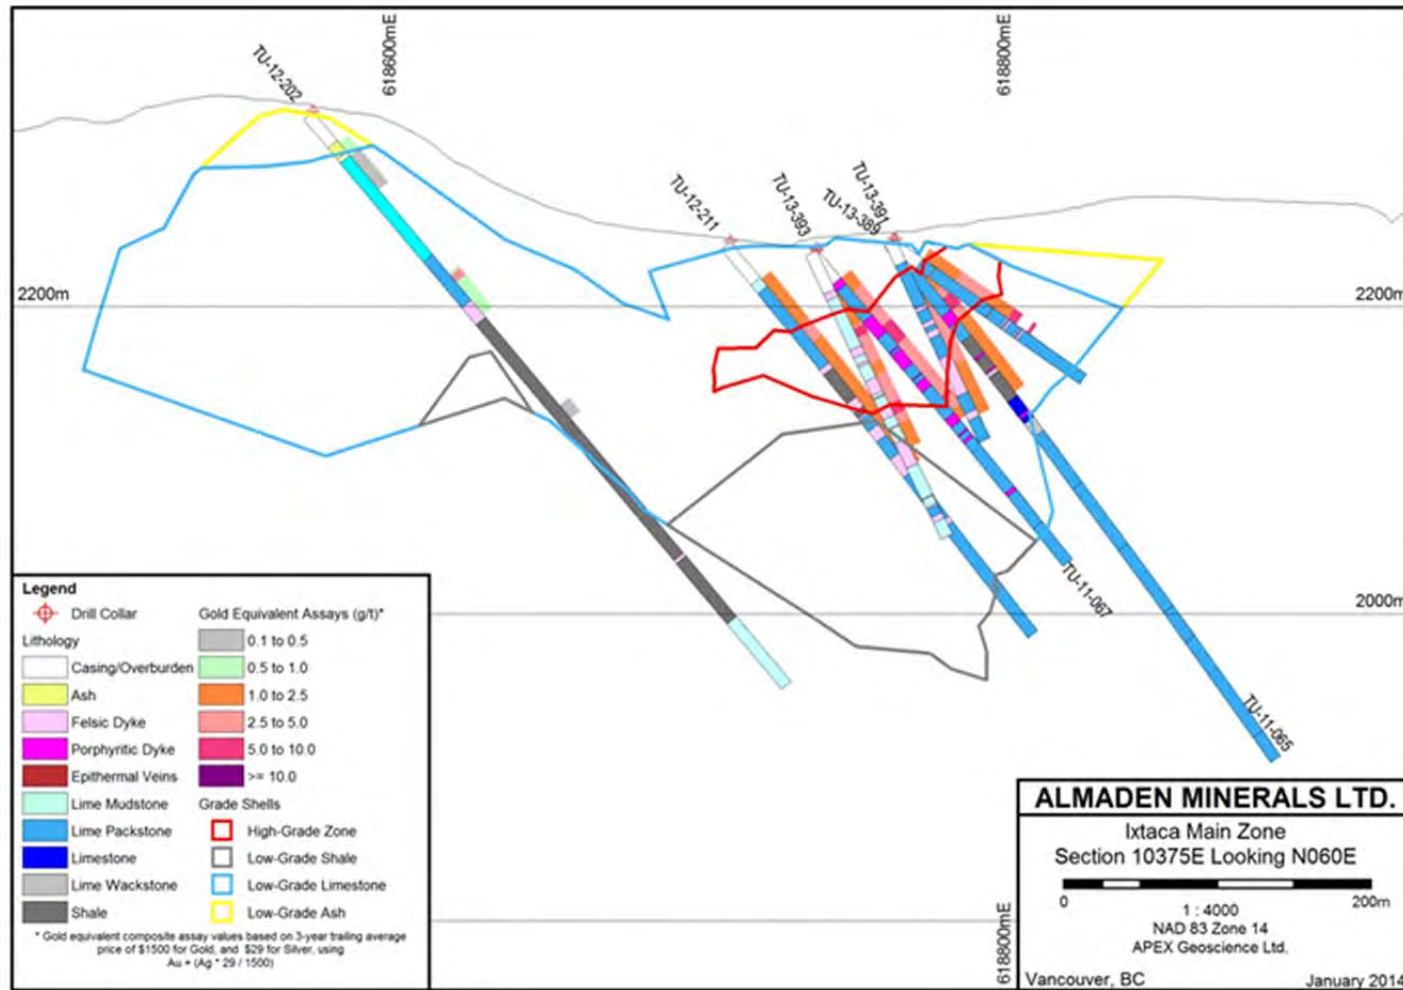 618600mE
618800mE
TU-12-202
TU-12-211
TU-13-393
TU-13-389
TU-13-391
2200m
2200m
2000m
TU-11-067
TU-11-065
Legend
Drill Collar
Lithology
Casing/Overburden
Ash
Felsic Dyke
Porphyritic Dyke
Epithermal Veins
Lime Mudstone
Lime Packstone
Limestone
Lime Wackstone
Shale
Gold Equivalent Assays (g/t)*
0.1 to 0.5
0.5 to 1.0
1.0 to 2.5
2.5 to 5.0
5.0 to 10.0
>= 10.0
Grade Shells
High-Grade Zone
Low-Grade Shale
Low-Grade Limestone
Low-Grade Ash
* Gold equivalent composite assay values based on 3-year trailing average
price of $1500 for Gold, and $29 for Silver, using
Au + (Ag * 29 / 1500)
618800mE
ALMADEN MINERALS LTD.
Ixtaca Main Zone
Section 10375E Looking N060E
0
200m
1 : 4000
NAD 83 Zone 14
APEX Geoscience Ltd.
Vancouver, BC
January 2014